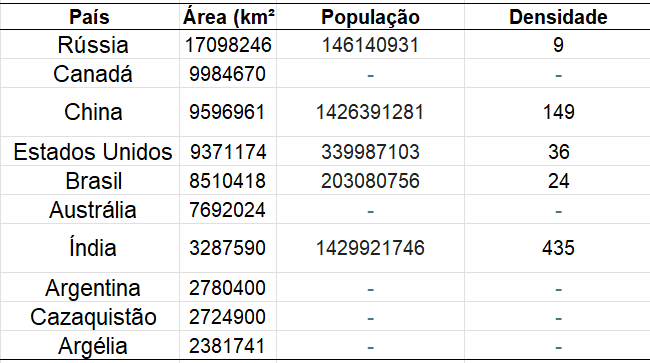 País Área (km² População Densidade
Rússia 17098246 146140931 9
Canadá 9984670 - -
China 9596961 1426391281 149
Estados Unidos 9371174 339987103 36
Brasil 8510418 203080756 24
Austrália 7692024 - -
Índia 3287590 1429921746 435
Argentina 2780400 - -
Cazaquistão 2724900 - -
Argélia 2381741 - -